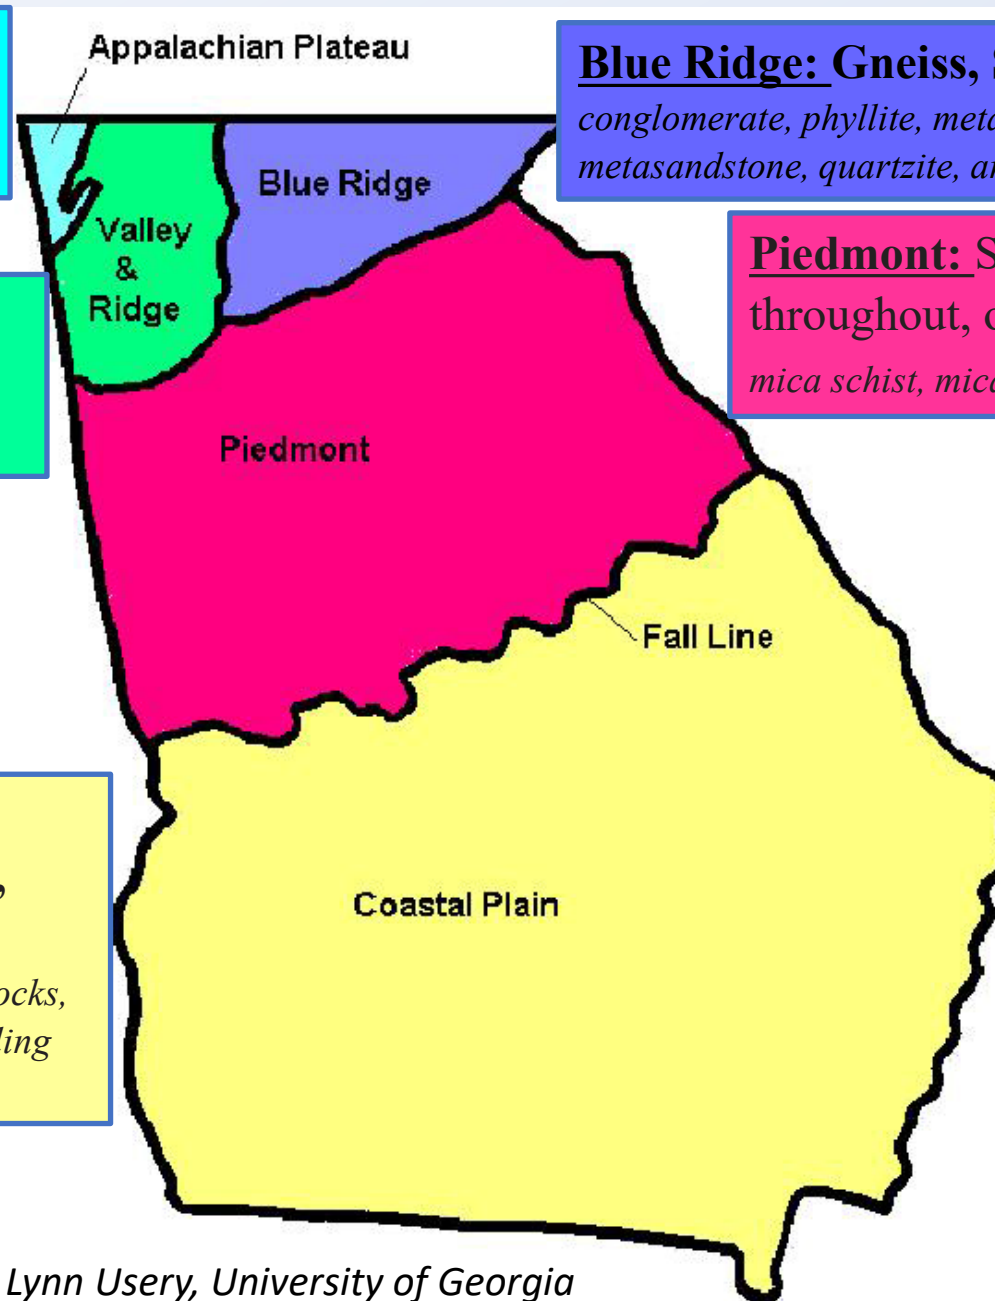 Appalachian Plateau
Blue Ridge: Gneiss,
conglomerate, phyllite,
metasandstone, quartzite,
Blue Ridge
Valley
&
Ridge
Piedmont:
throughout,
mica schist,
Piedmont
Fall Line
,
Coastal Plain
Lynn Usery, University of Georgia